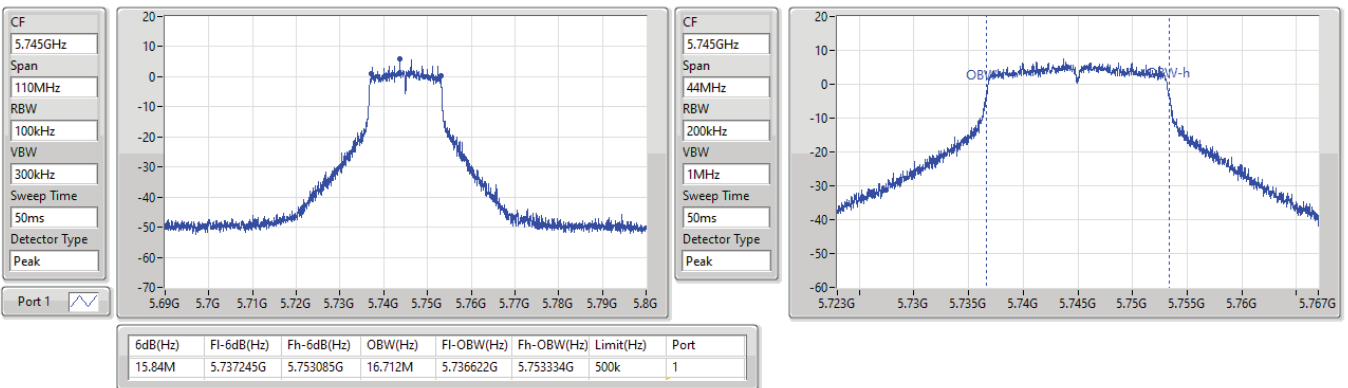 CF
5.745GHz
Span
110MHz
RBW
100kHz
VBW
300kHz
Sweep Time
50ms
Detector Type
Peak
Port 1
20
10
0
-10
-20
-30
-40
-50
-60
-70
5.69G 5.7G 5.71G 5.72G 5.73G 5.74G 5.75G 5.76G 5.77G 5.78G 5.79G 5.8G
CF
5.745GHz
Span
44MHz
RBW
200kHz
VBW
1MHz
Sweep Time
50ms
Detector Type
Peak
20
10
0
-10
-20
-30
-40
-50
-60
OBW-h
5.723G 5.73G 5.735G 5.74G 5.745G 5.75G 5.755G 5.76G 5.767G
6dB(Hz) Fl-6dB(Hz) Fh-6dB(Hz) OBW(Hz) Fl-OBW(Hz) Fh-OBW(Hz) Limit(Hz) Port
15.84M 5.737245G 5.753085G 16.712M 5.736622G 5.753334G 500k 1